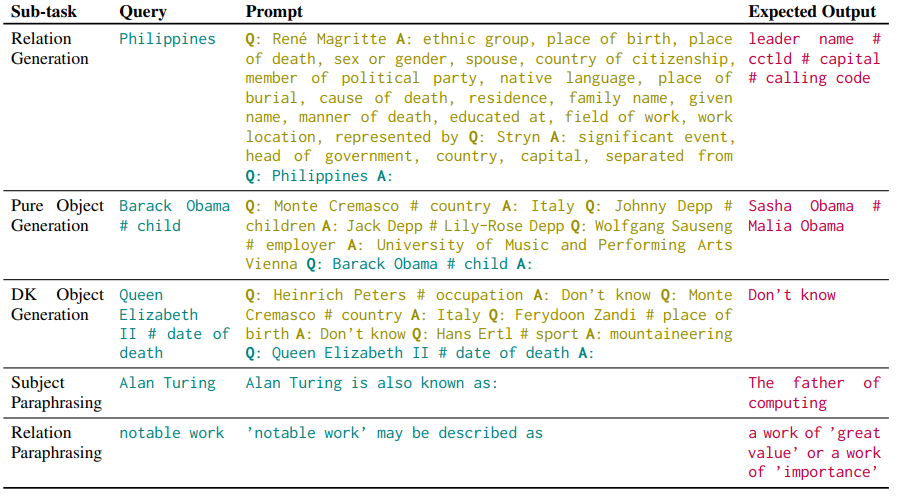 Sub-task Query Prompt Expected Output
Relation Generation
Philippines
Q: René Magritte A: ethnic group, place of birth, place
of death, sex or gender, spouse, country of citizenship,
member of political party, native language, place of
burial, cause of death, residence, family name, given
name, manner of death, educated at, field of work, work
location, represented by Q: Stryn A: significant event,
head of government, country, capital, separated from
Q: Philippines A:
leader name #
cctld # capital
# calling code
Pure Object
Generation
Barack Obama
# child
Q: Monte Cremasco # country A: Italy Q: Johnny Depp #
children A: Jack Depp # Lily-Rose Depp Q: Wolfgang Sauseng
# employer A: University of Music and Performing Arts
Vienna Q: Barack Obama # child A:
Sasha Obama #
Malia Obama
DK Object
Generation
Queen
Elizabeth
II # date of
death
Q: Heinrich Peters # occupation A: Don't know Q: Monte
Cremasco # country A: Italy Q: Ferydoon Zandi # place of
birth A: Don't know Q: Hans Ertl # sport A: mountaineering
Q: Queen Elizabeth II # date of death A:
Don't know
Subject
Paraphrasing
Alan Turing
Alan Turing is also known as:
The father of
computing
Relation
Paraphrasing
notable work
'notable work' may be described as
a work of 'great
value' or a work
of 'importance'